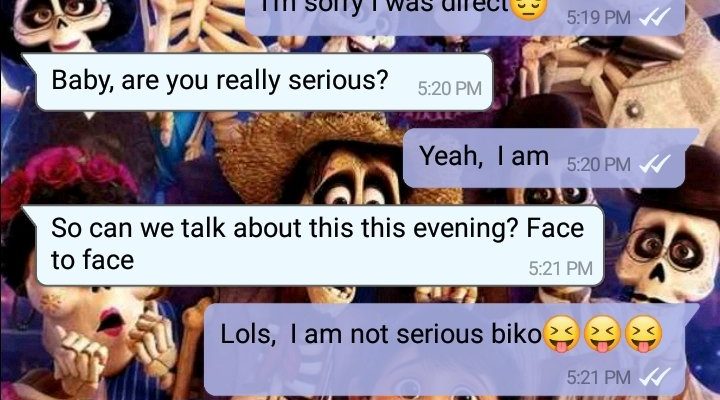 I'm sorry I was direct😔 5:19 PM
Baby, are you really serious? 5:20 PM
Yeah, I am 5:20 PM
So can we talk about this this evening? Face
to face
5:21 PM
Lols, I am not serious biko😝😝😝
5:21 PM